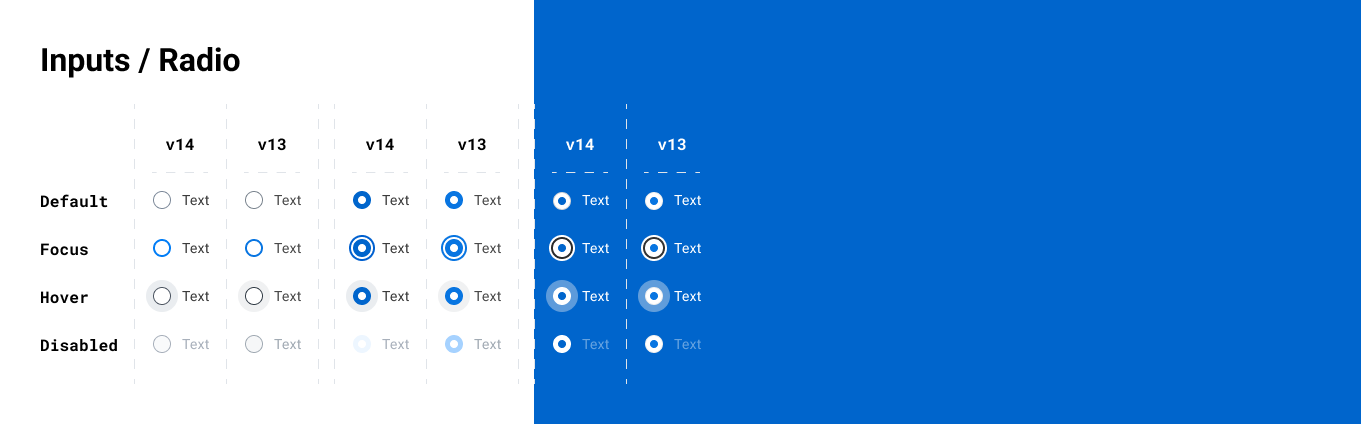 Inputs / Radio
v14 v13 v14 v13 v14 v13
Default Text Text Text Text Text Text
Focus Text Text Text Text Text Text
Hover Text Text Text Text Text Text
Disabled Text Text Text Text Text Text